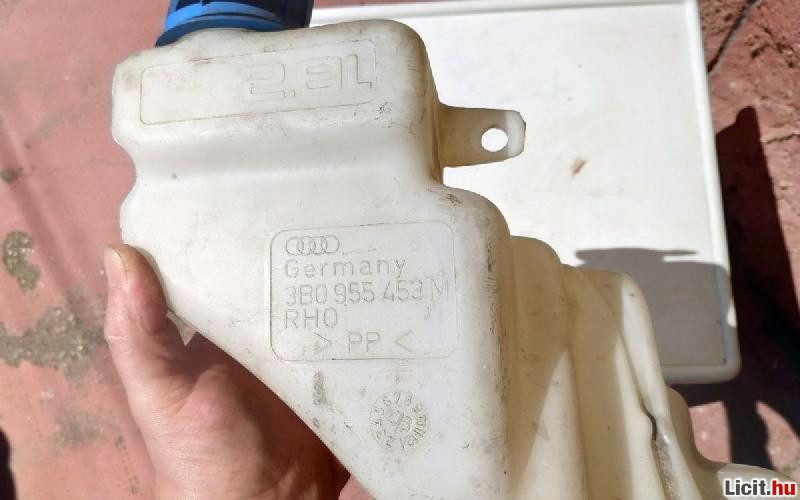 2.8L
Germany
3B0 955 453 M
RHO
> PP <
Licit.hu